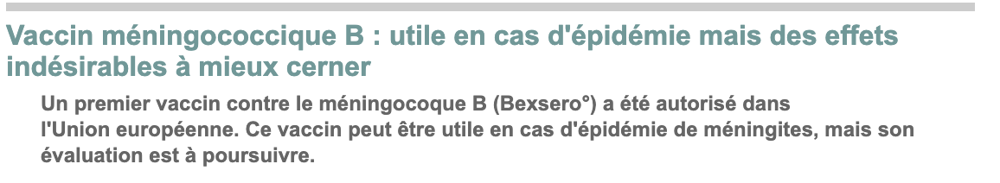 Vaccin méningococcique B : utile en cas d'épidémie mais des effets
indésirables à mieux cerner
Un premier vaccin contre le méningocoque B (Bexsero°) a été autorisé dans
l'Union européenne. Ce vaccin peut être utile en cas d'épidémie de méningites, mais son
évaluation est à poursuivre.